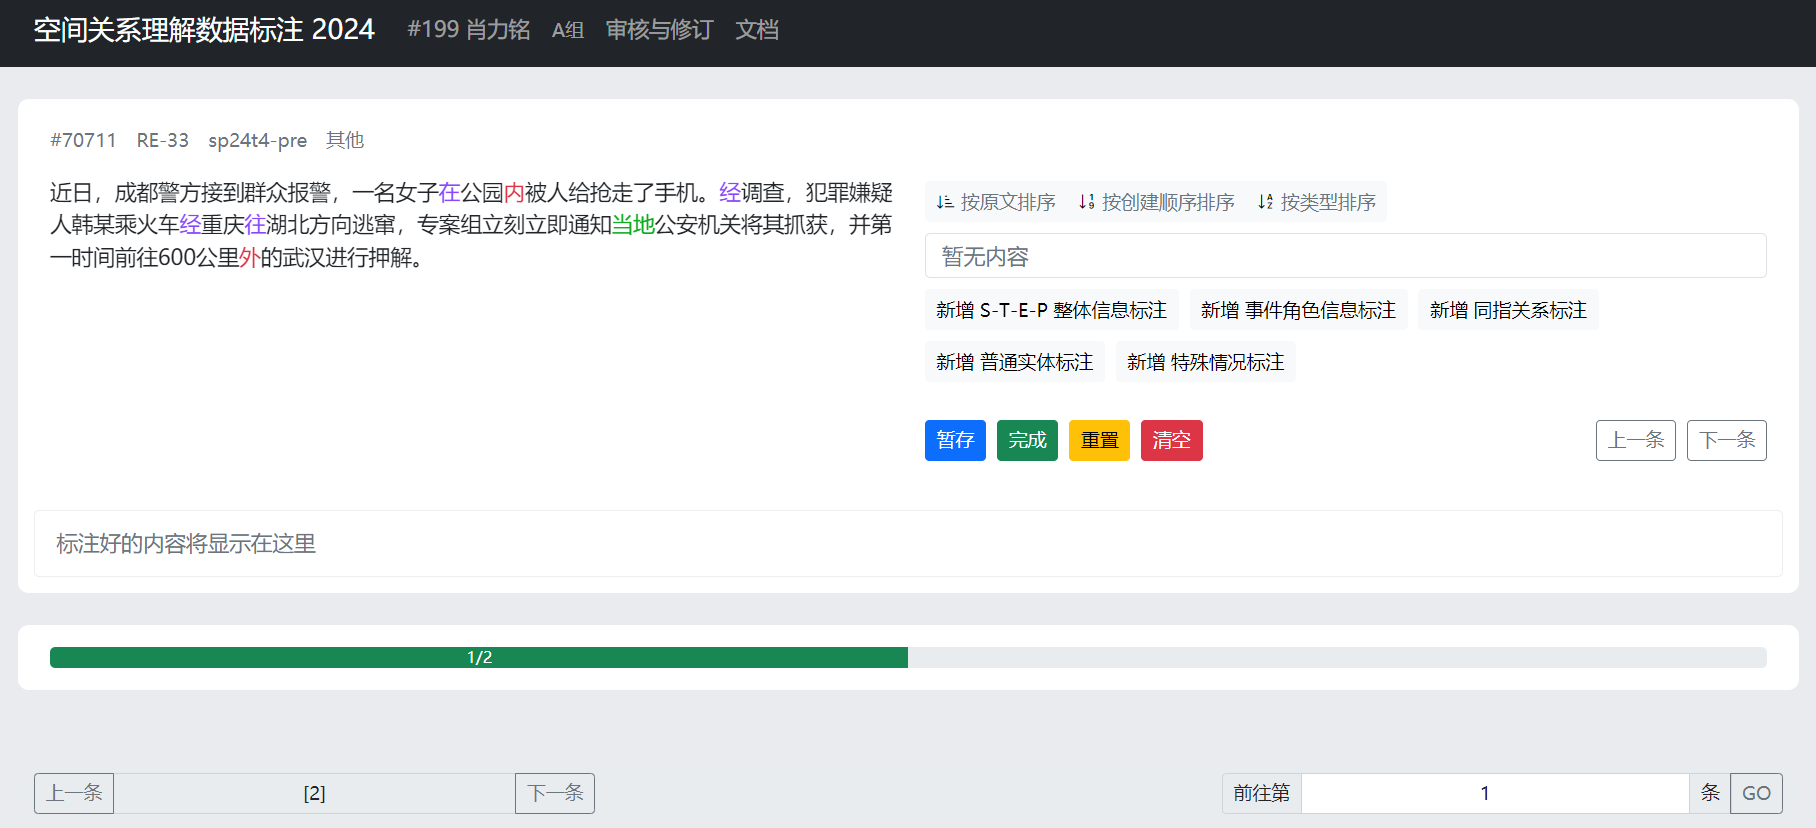 空间关系理解数据标注 2024 #199 肖力铭 A组 审核与修订 文档
#70711 RE-33 sp24t4-pre 其他
近日，成都警方接到群众报警，一名女子在公园内被人给抢走了手机。经调查，犯罪嫌疑
人韩某乘火车经重庆往湖北方向逃窜，专案组立刻立即通知当地公安机关将其抓获，并第
一时间前往600公里外的武汉进行押解。
按原文排序 按创建顺序排序 按类型排序
暂无内容
新增 S-T-E-P 整体信息标注 新增 事件角色信息标注 新增 同指关系标注
新增 普通实体标注 新增 特殊情况标注
暂存 完成 重置 清空 上一条 下一条
标注好的内容将显示在这里
1/2
上一条 [2] 下一条 前往第 1 条 GO